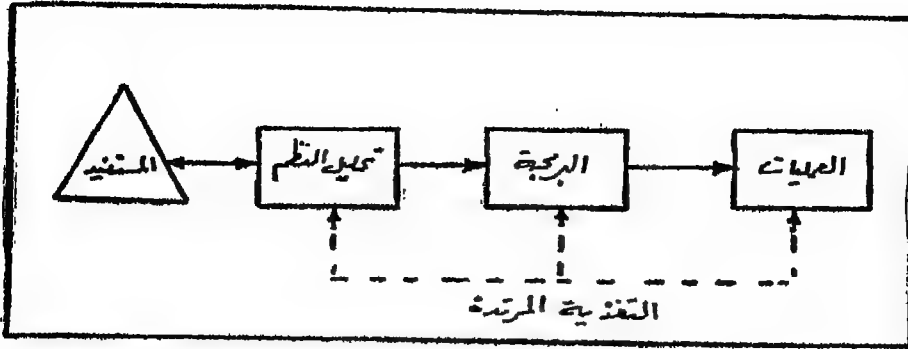 المستفيد
تحليل النظم
البرمجة
العمليات
التغذية المرتدة